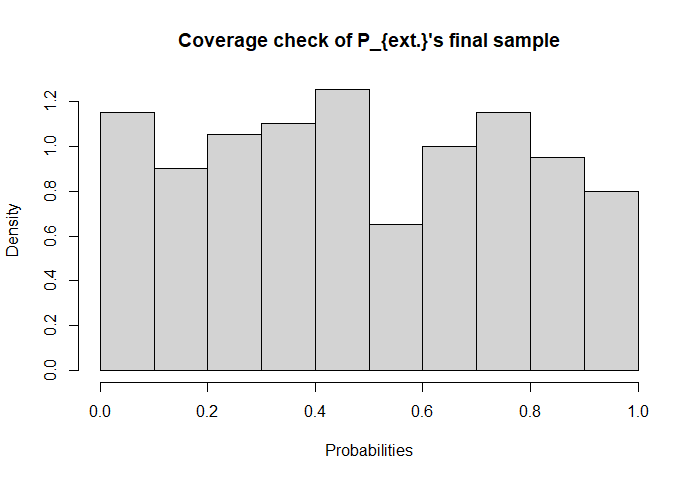 Coverage check of P_{ext.}'s final sample
Density
0.0 0.2 0.4 0.6 0.8 1.0 1.2
0.0 0.2 0.4 0.6 0.8 1.0
Probabilities